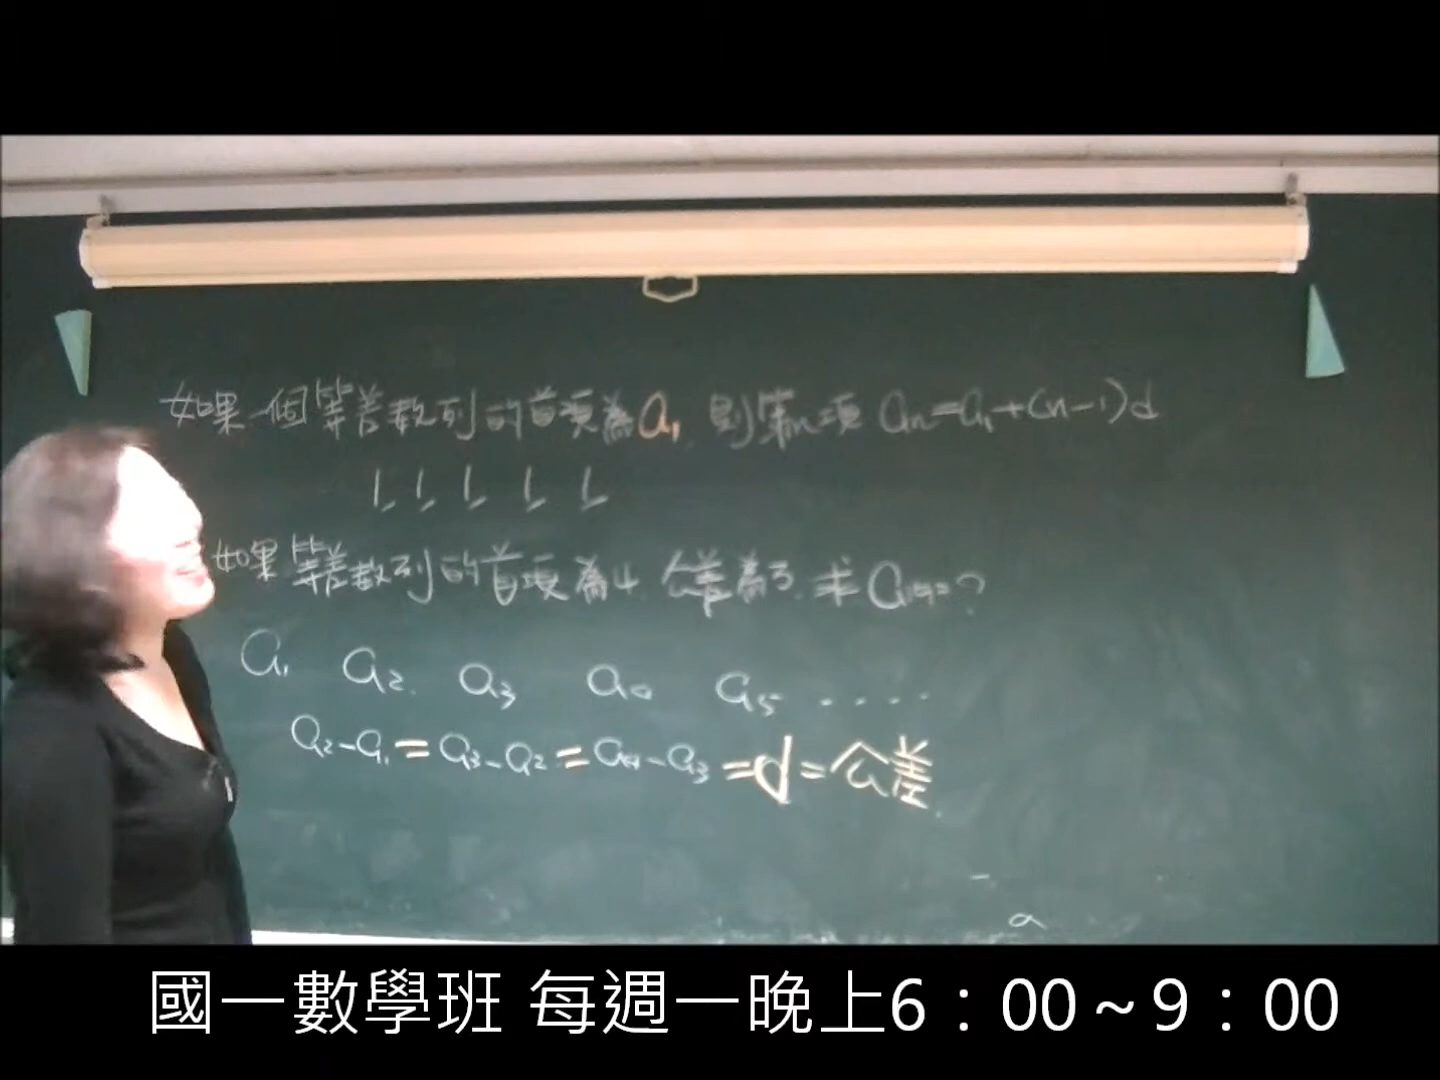 如果一個等差數列的首項為a₁ 則第n項 aₙ=a₁+(n-1)d
如果等差數列的首項為4 公差為3. 求a₁₉=?
a₁ a₂ a₃ a₄ a₅ ....
a₂-a₁=a₃-a₂=a₄-a₃=d=公差
a
國一數學班 每週一晚上6：00～9：00